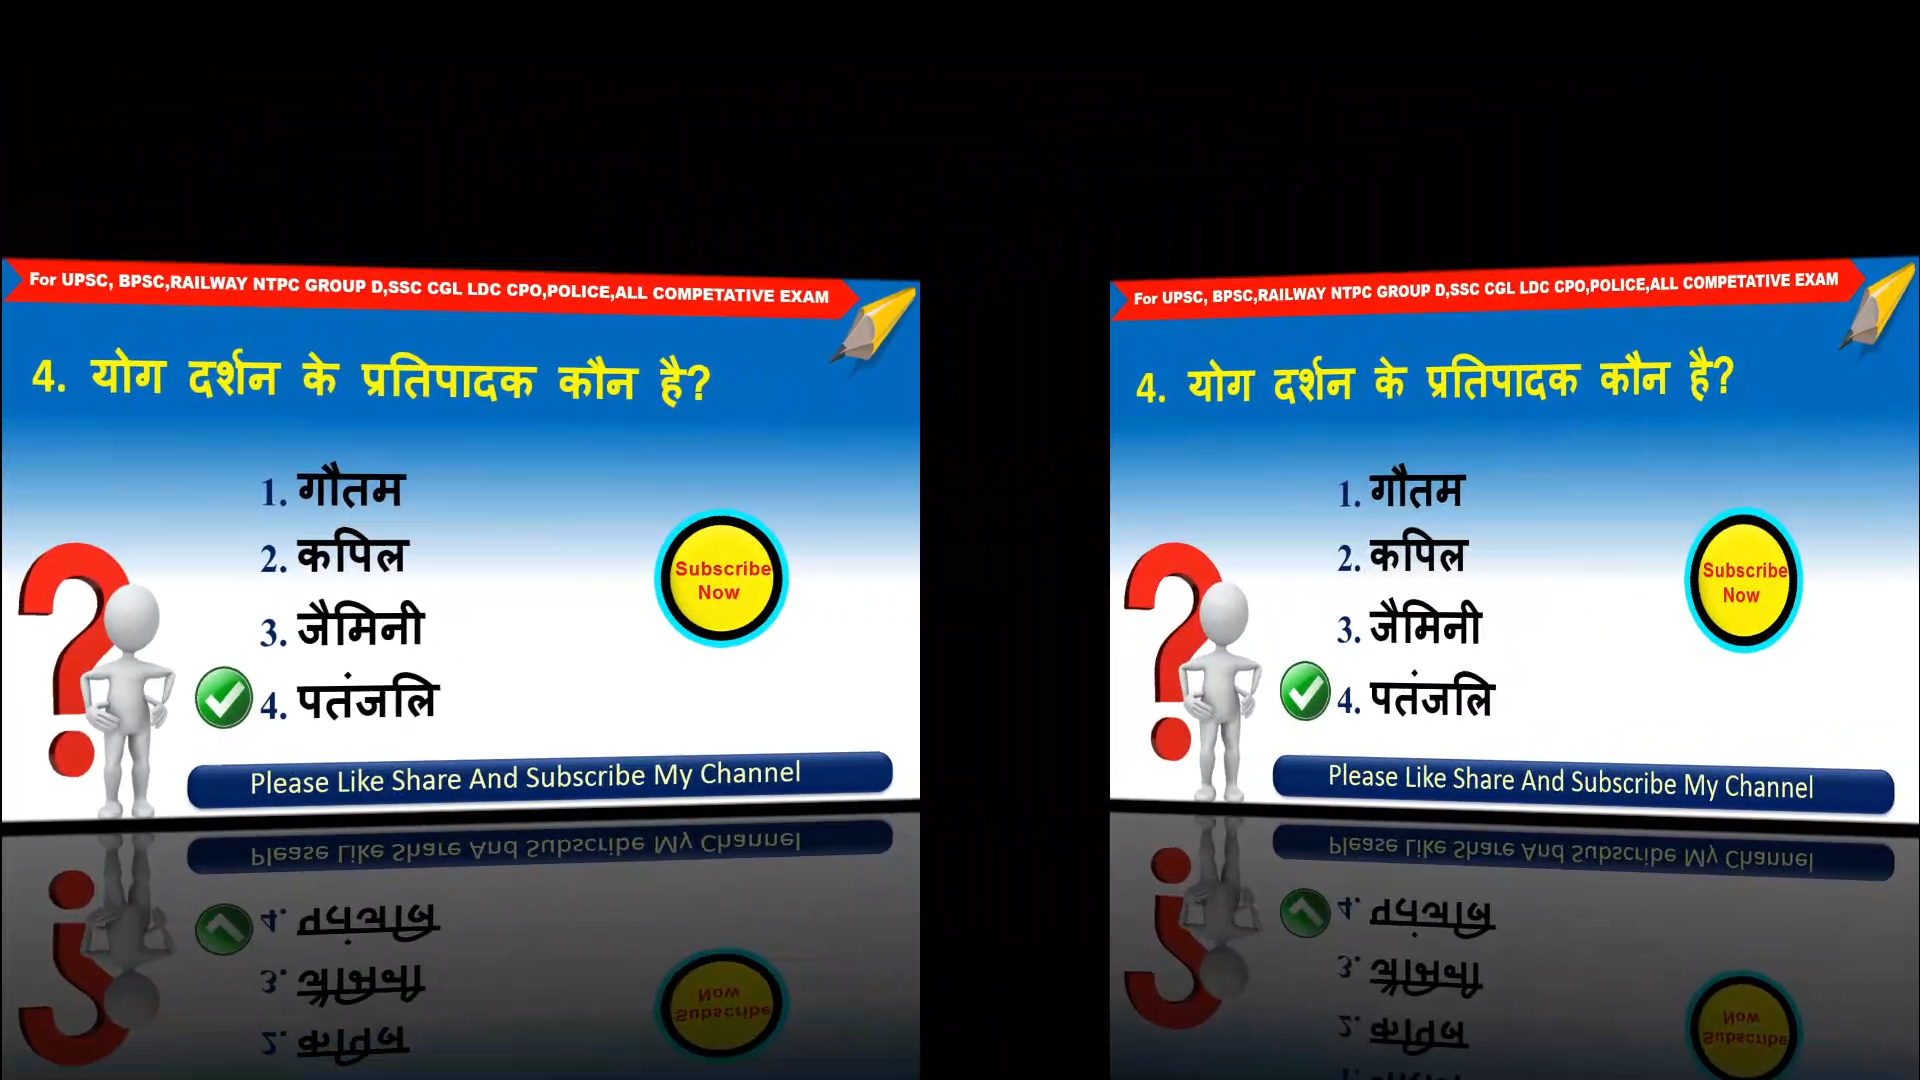 For UPSC, BPSC,RAILWAY NTPC GROUP D,SSC CGL LDC CPO,POLICE,ALL COMPETATIVE EXAM
4. योग दर्शन के प्रतिपादक कौन है?
1. गौतम
2. कपिल
3. जैमिनी
4. पतंजलि
Subscribe
Now
Please Like Share And Subscribe My Channel
For UPSC, BPSC,RAILWAY NTPC GROUP D,SSC CGL LDC CPO,POLICE,ALL COMPETATIVE EXAM
4. योग दर्शन के प्रतिपादक कौन है?
1. गौतम
2. कपिल
3. जैमिनी
4. पतंजलि
Subscribe
Now
Please Like Share And Subscribe My Channel